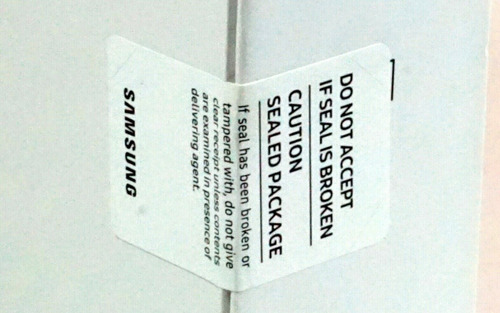 DO NOT ACCEPT
IF SEAL IS BROKEN
CAUTION
SEALED PACKAGE
If seal has been broken or
tampered with, do not give
clear receipt unless contents
are examined in presence of
delivering agent.
SAMSUNG